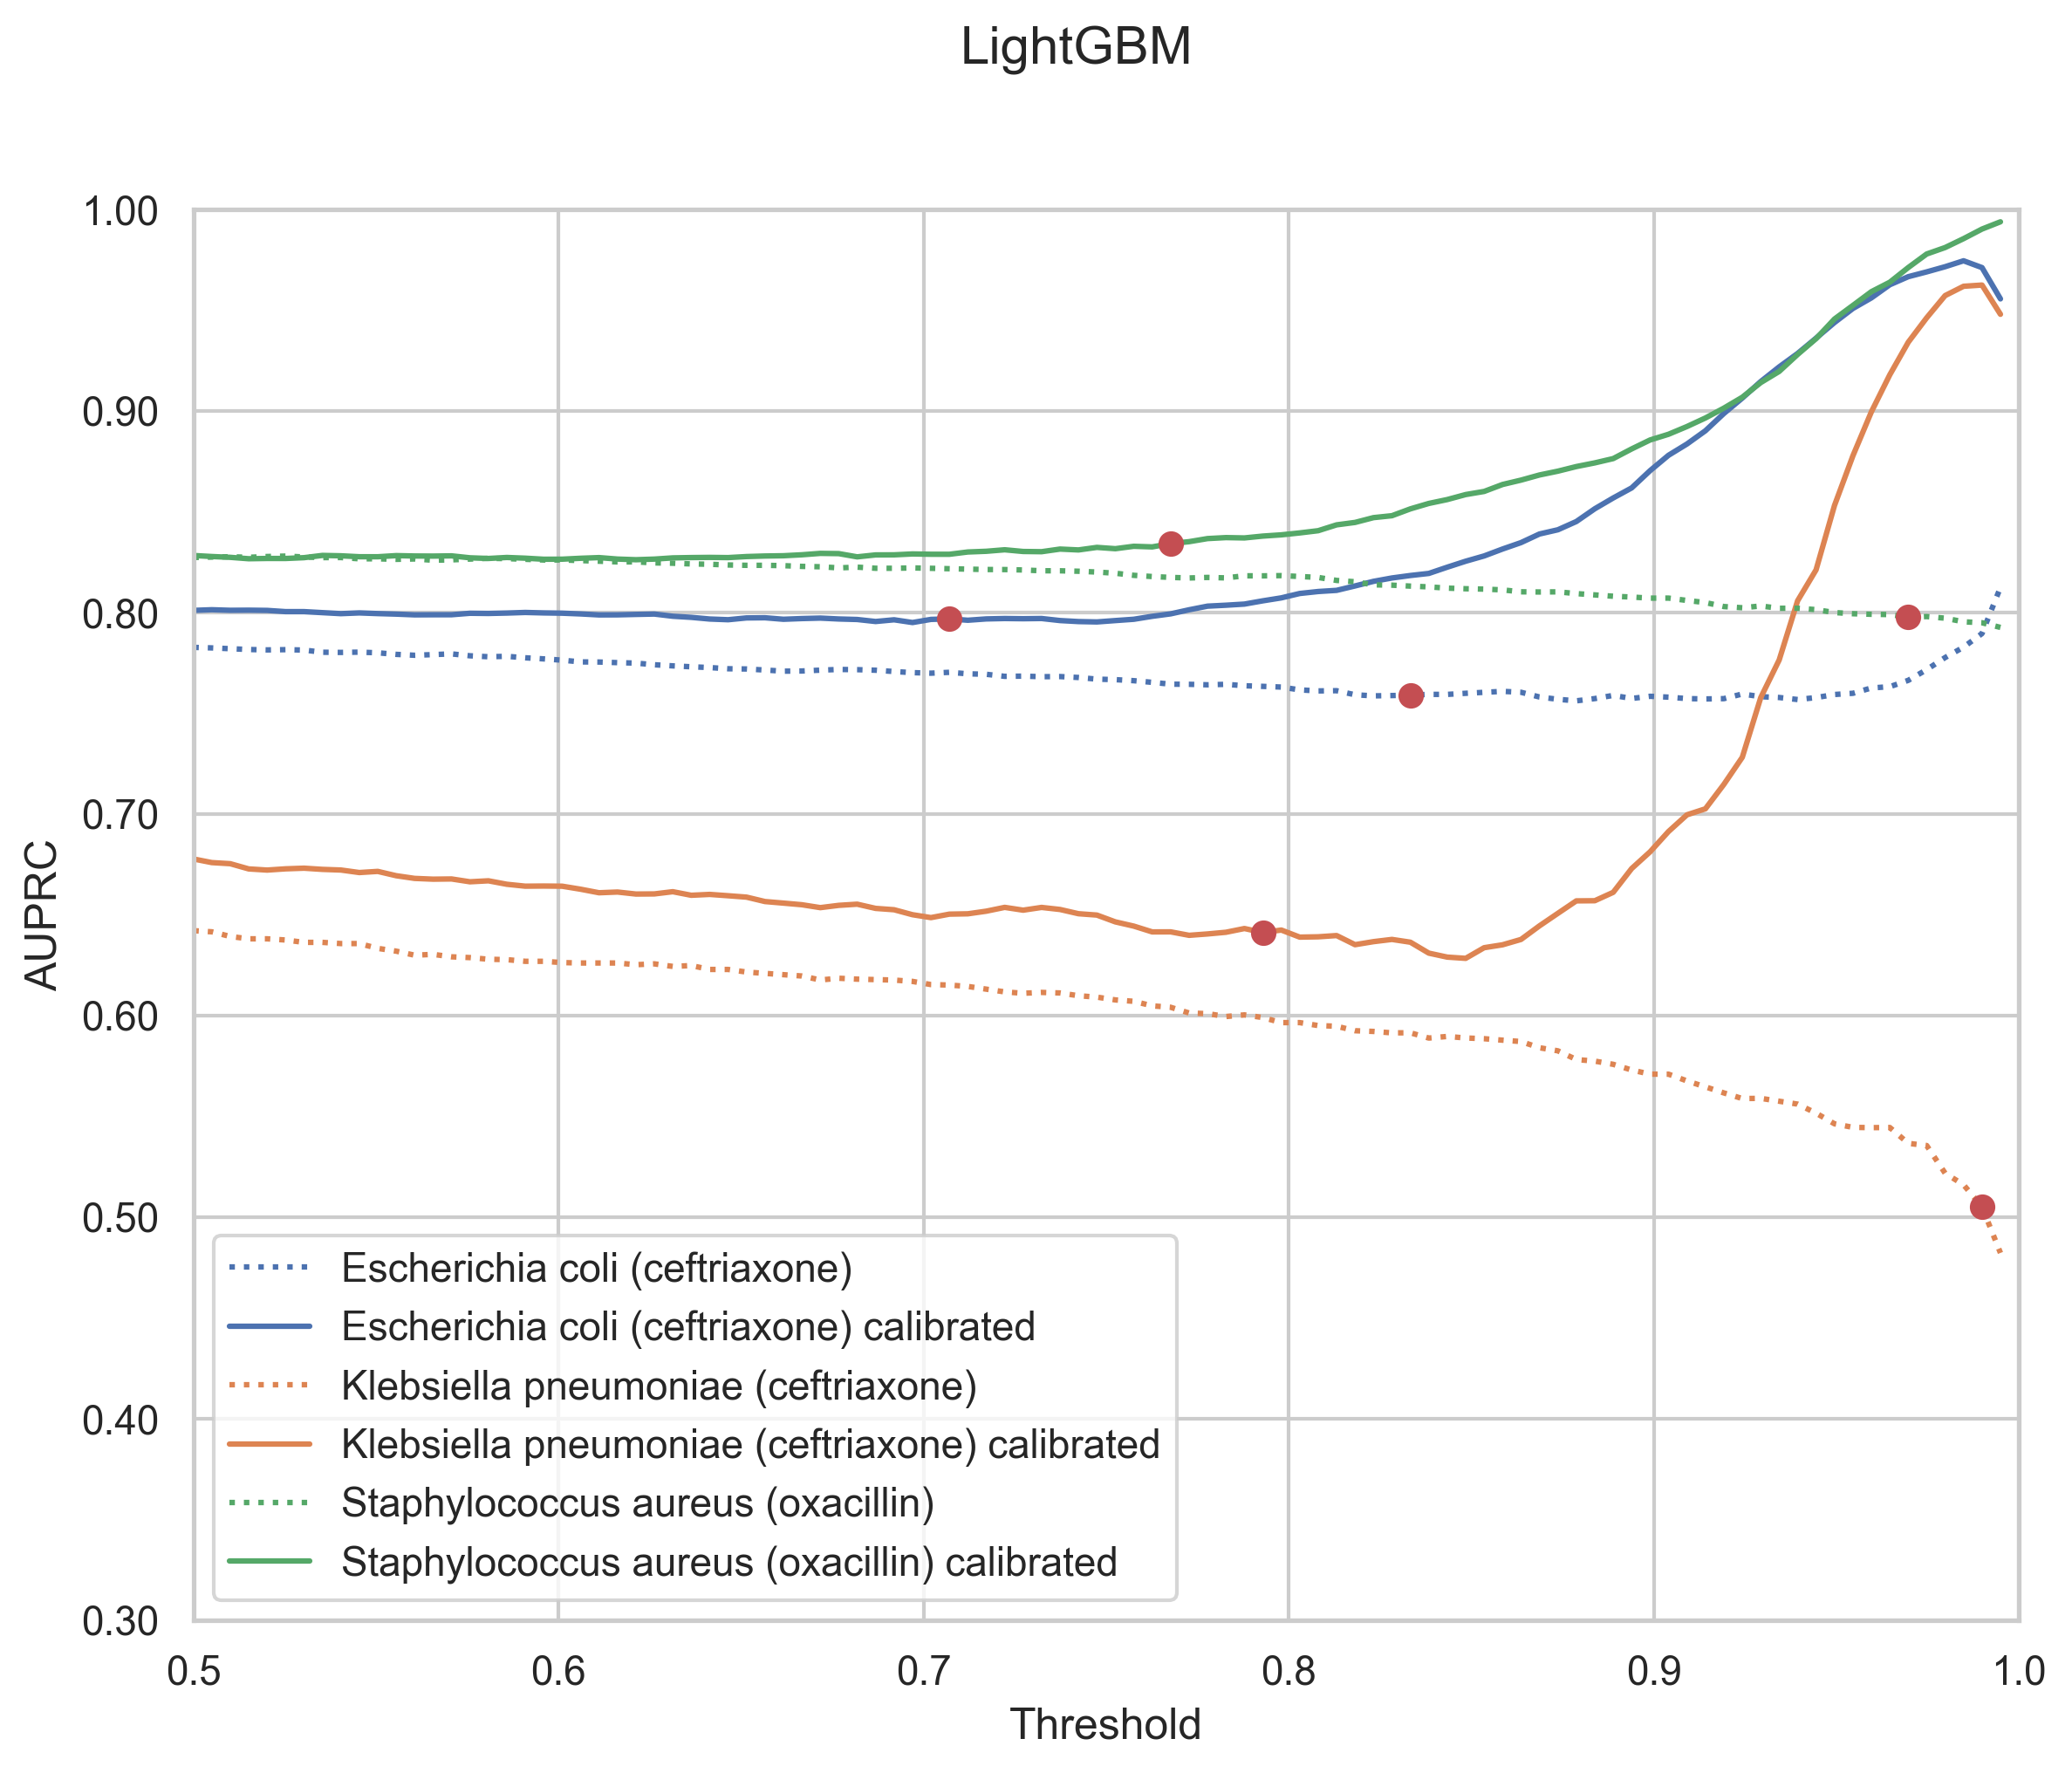 LightGBM
1.00
0.90
0.80
0.70
0.60
0.50
0.40
0.30
AUPRC
Escherichia coli (ceftriaxone)
Escherichia coli (ceftriaxone) calibrated
Klebsiella pneumoniae (ceftriaxone)
Klebsiella pneumoniae (ceftriaxone) calibrated
Staphylococcus aureus (oxacillin)
Staphylococcus aureus (oxacillin) calibrated
0.5 0.6 0.7 0.8 0.9 1.0
Threshold